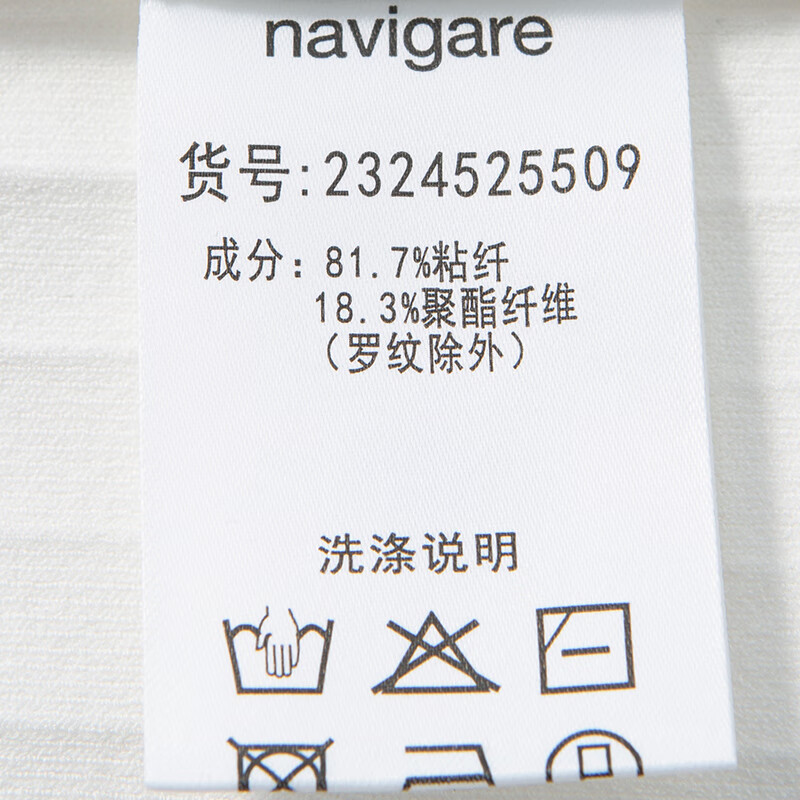 navigare
货号:2324525509
成分：81.7%粘纤
18.3%聚酯纤维
（罗纹除外）
洗涤说明